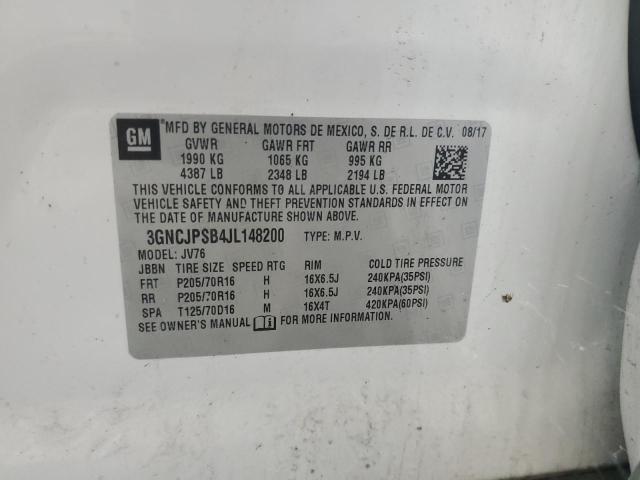 GM MFD BY GENERAL MOTORS DE MEXICO, S. DE R.L. DE C.V. 08/17
GVWR GAWR FRT GAWR RR
1990 KG 1065 KG 995 KG
4387 LB 2348 LB 2194 LB
THIS VEHICLE CONFORMS TO ALL APPLICABLE U.S. FEDERAL MOTOR
VEHICLE SAFETY AND THEFT PREVENTION STANDARDS IN EFFECT ON THE
DATE OF MANUFACTURE SHOWN ABOVE.
3GNCJPSB4JL148200 TYPE: M.P.V.
MODEL: JV76
JBBN TIRE SIZE SPEED RTG RIM COLD TIRE PRESSURE
FRT P205/70R16 H 16X6.5J 240KPA(35PSI)
RR P205/70R16 H 16X6.5J 240KPA(35PSI)
SPA T125/70D16 M 16X4T 420KPA(60PSI)
SEE OWNER'S MANUAL FOR MORE INFORMATION.